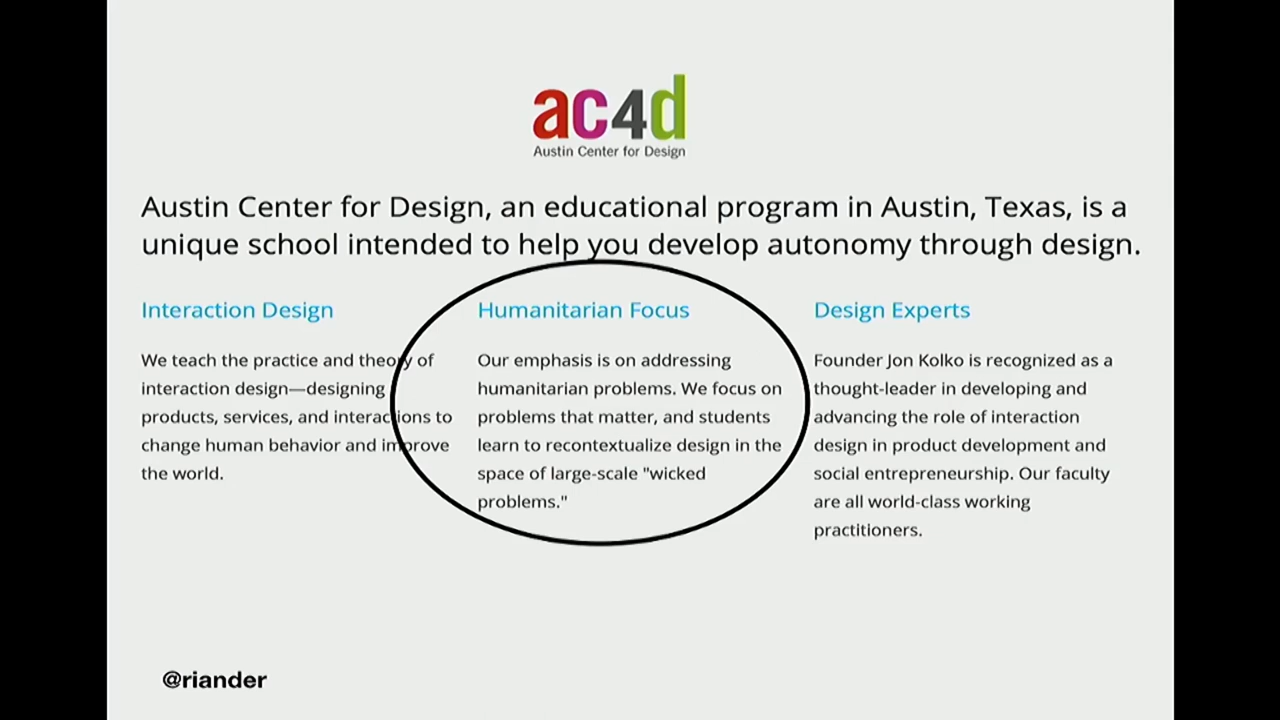 ac4d
Austin Center for Design
Austin Center for Design, an educational program in Austin, Texas, is a
unique school intended to help you develop autonomy through design.
Interaction Design
We teach the practice and theory of
interaction design—designing
products, services, and interactions to
change human behavior and improve
the world.
Humanitarian Focus
Our emphasis is on addressing
humanitarian problems. We focus on
problems that matter, and students
learn to recontextualize design in the
space of large-scale "wicked
problems."
Design Experts
Founder Jon Kolko is recognized as a
thought-leader in developing and
advancing the role of interaction
design in product development and
social entrepreneurship. Our faculty
are all world-class working
practitioners.
@riander